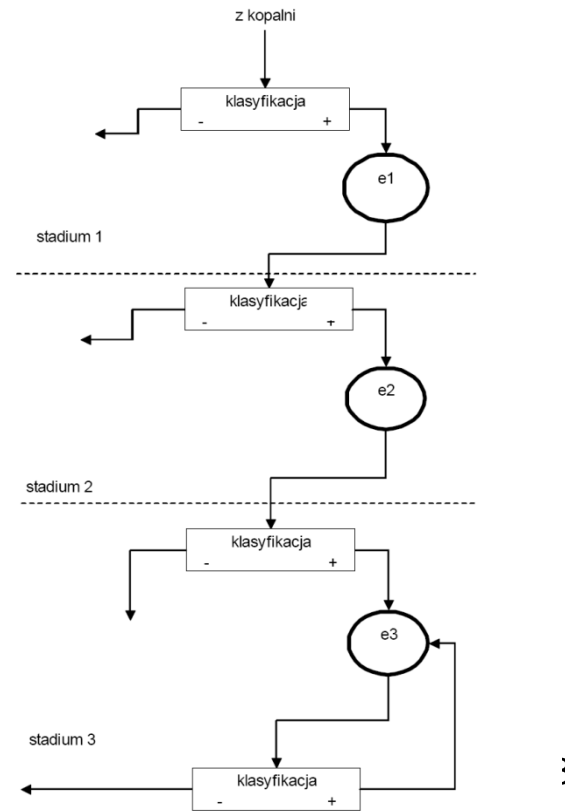 z kopalni
klasyfikacja
- +
e1
stadium 1
klasyfikacja
- +
e2
stadium 2
klasyfikacja
- +
e3
stadium 3
klasyfikacja
- +